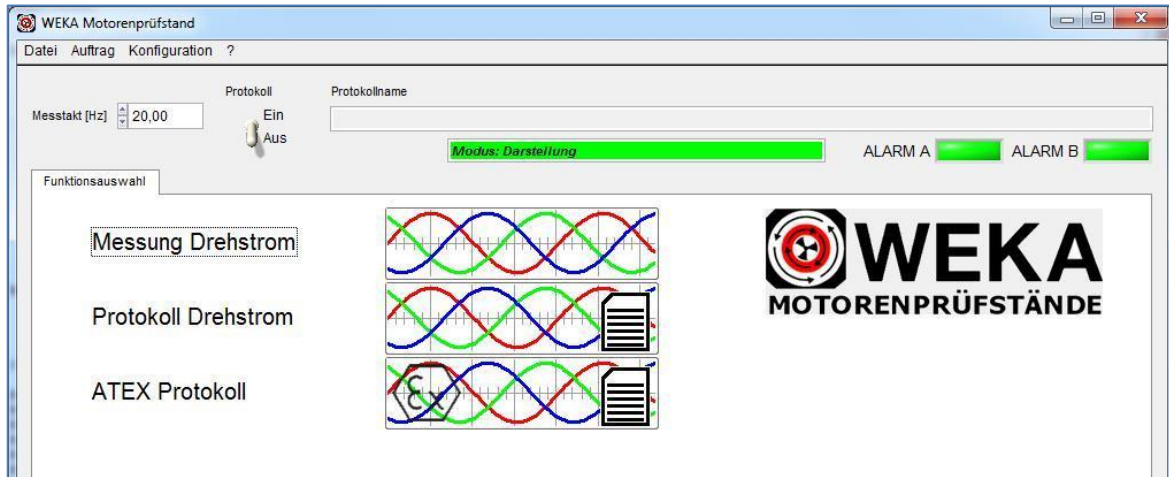 WEKA Motorenprüfstand
Datei Auftrag Konfiguration ?
Protokoll Protokollname
Messtakt [Hz] 20,00 Ein
Aus
Modus: Darstellung ALARM A ALARM B
Funktionsauswahl
Messung Drehstrom
WEKA
MOTORENPRÜFSTÄNDE
Protokoll Drehstrom
ATEX Protokoll
Ex